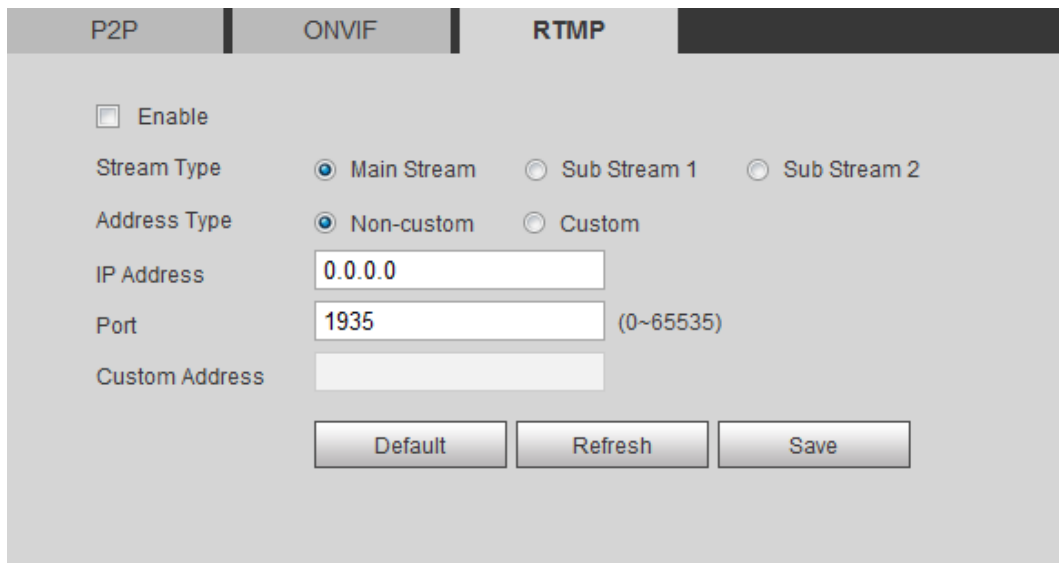 P2P ONVIF RTMP
Enable
Stream Type Main Stream Sub Stream 1 Sub Stream 2
Address Type Non-custom Custom
IP Address 0.0.0.0
Port 1935 (0~65535)
Custom Address
Default Refresh Save